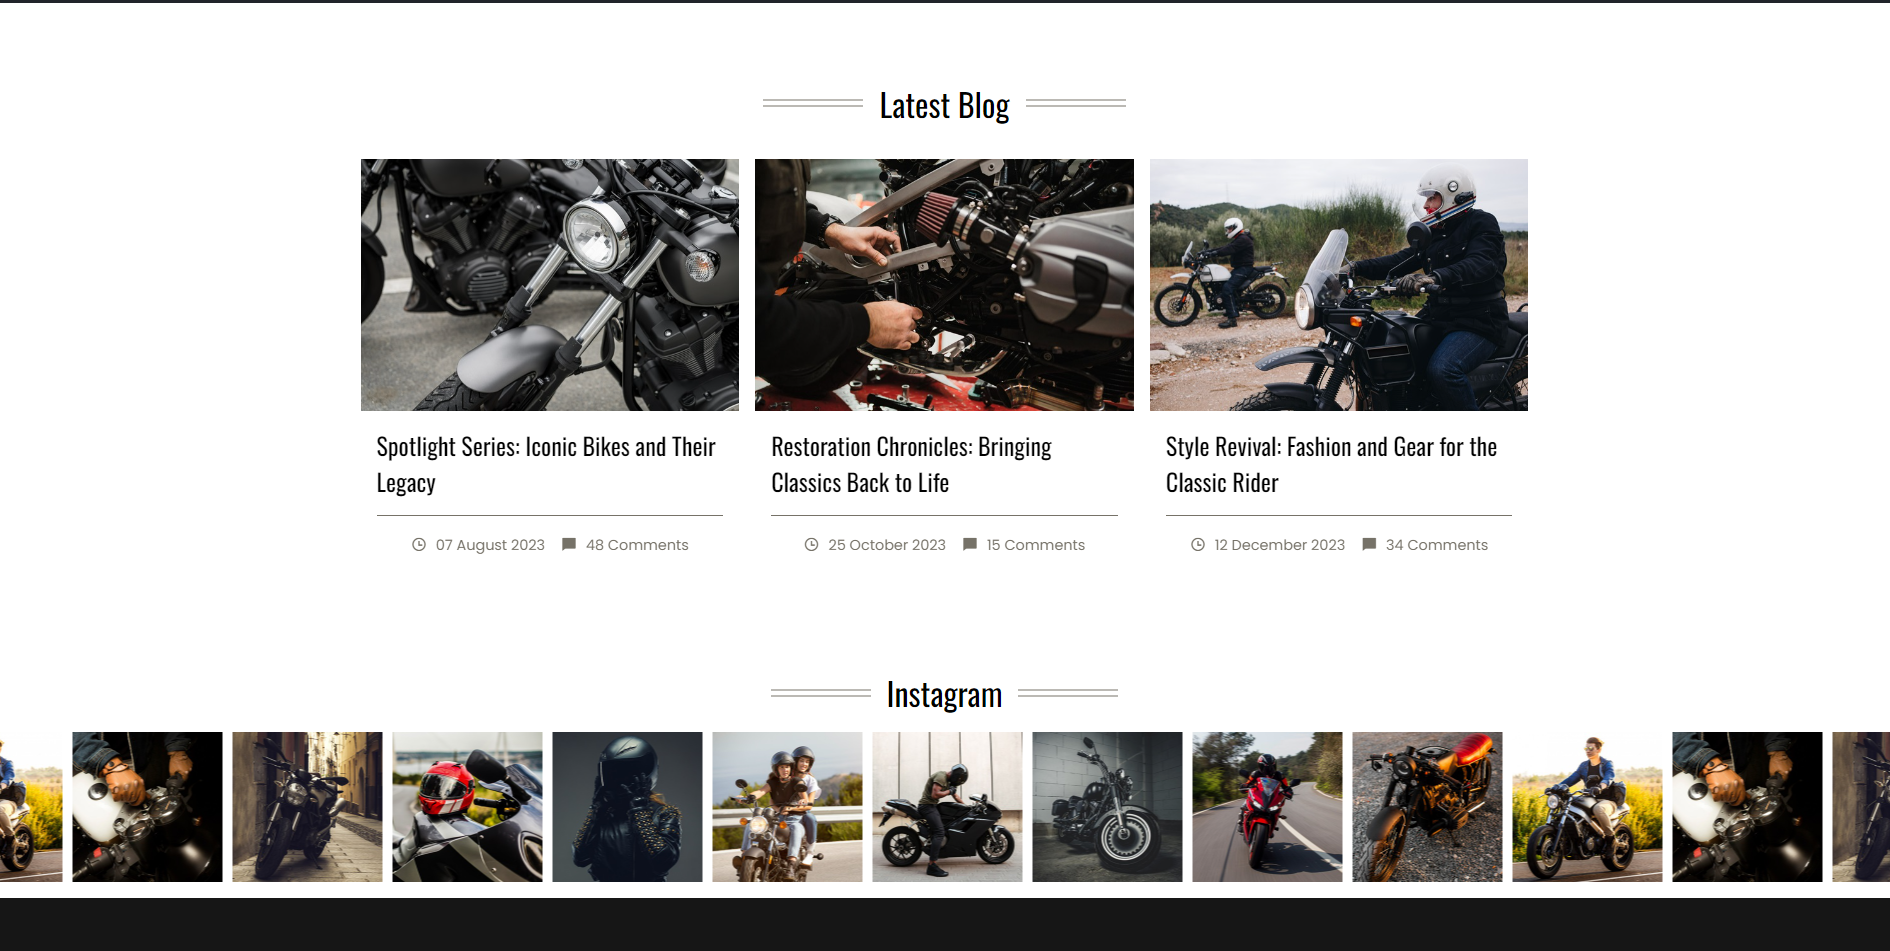 Latest Blog
Spotlight Series: Iconic Bikes and Their
Legacy
07 August 2023 48 Comments
Restoration Chronicles: Bringing
Classics Back to Life
25 October 2023 15 Comments
Style Revival: Fashion and Gear for the
Classic Rider
12 December 2023 34 Comments
Instagram